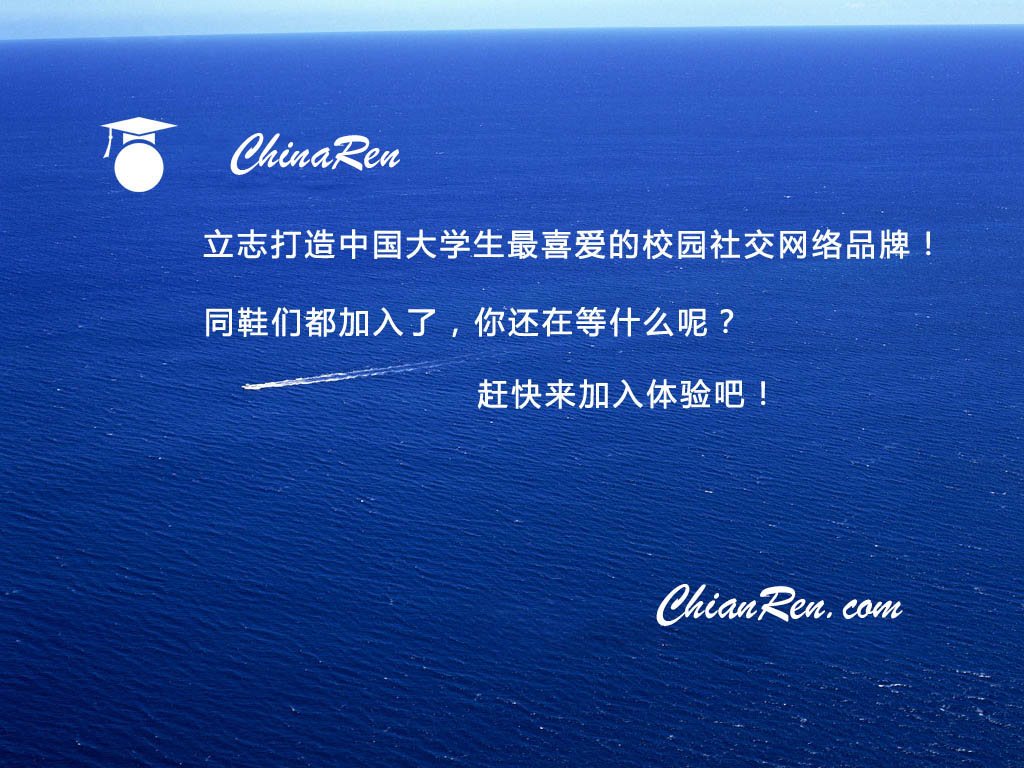 ChinaRen
立志打造中国大学生最喜爱的校园社交网络品牌！
同鞋们都加入了，你还在等什么呢？
赶快来加入体验吧！
ChianRen.com